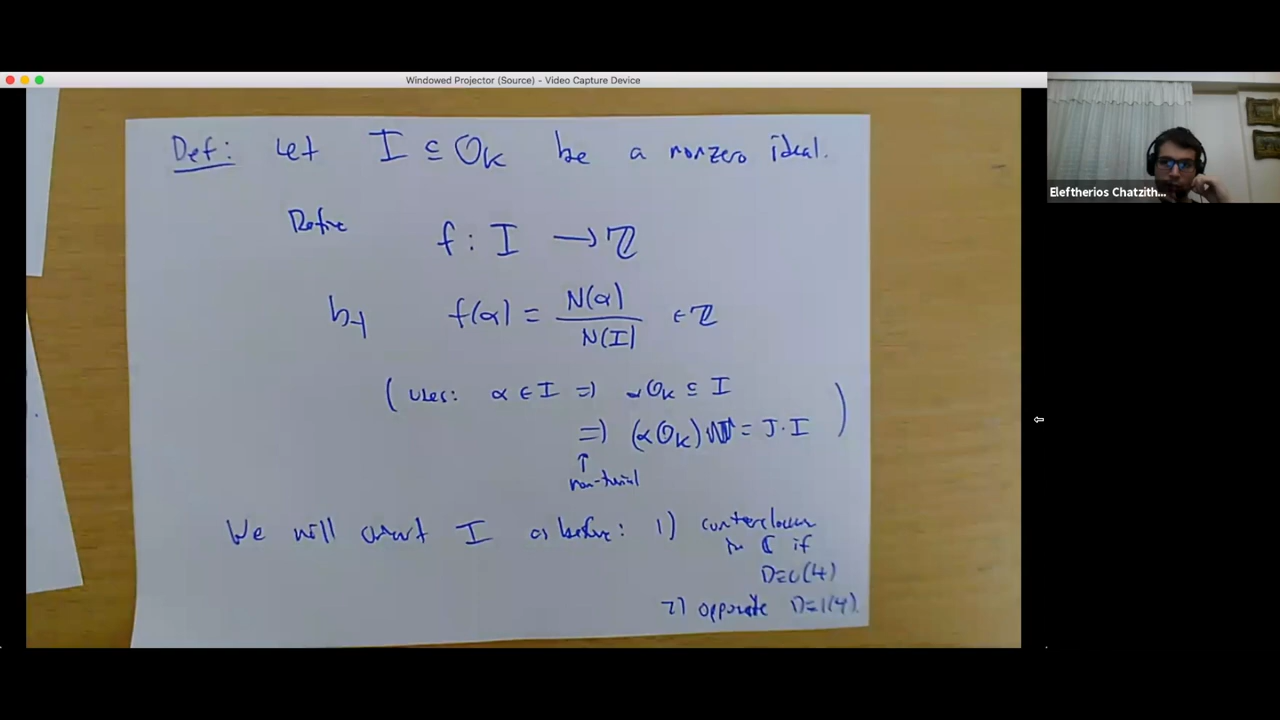 Windowed Projector (Source) - Video Capture Device
Eleftherios Chatzith...
Def: Let I ⊆ O_K be a nonzero ideal.
Define f : I → ℤ
by f(α) = N(α) / N(I) ∈ ℤ
(uses: α ∈ I ⇒ αO_K ⊆ I
⇒ (αO_K) = J · I )
↑
non-trivial
We will orient I as before: 1) counterclockwise
in ℂ if
D≡0(4)
2) opposite D≡1(4).